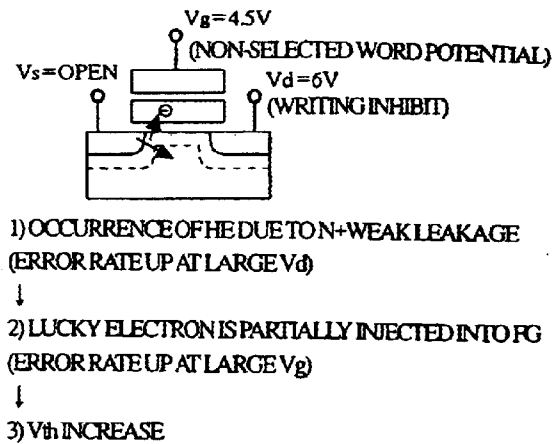 Vg=4.5V
(NON-SELECTED WORD POTENTIAL)
Vs=OPEN
Vd=6V
(WRITING INHIBIT)
1) OCCURRENCE OF HE DUE TO N+ WEAK LEAKAGE
(ERROR RATE UP AT LARGE Vd)
↓
2) LUCKY ELECTRON IS PARTIALLY INJECTED INTO FG
(ERROR RATE UP AT LARGE Vg)
↓
3) Vth INCREASE